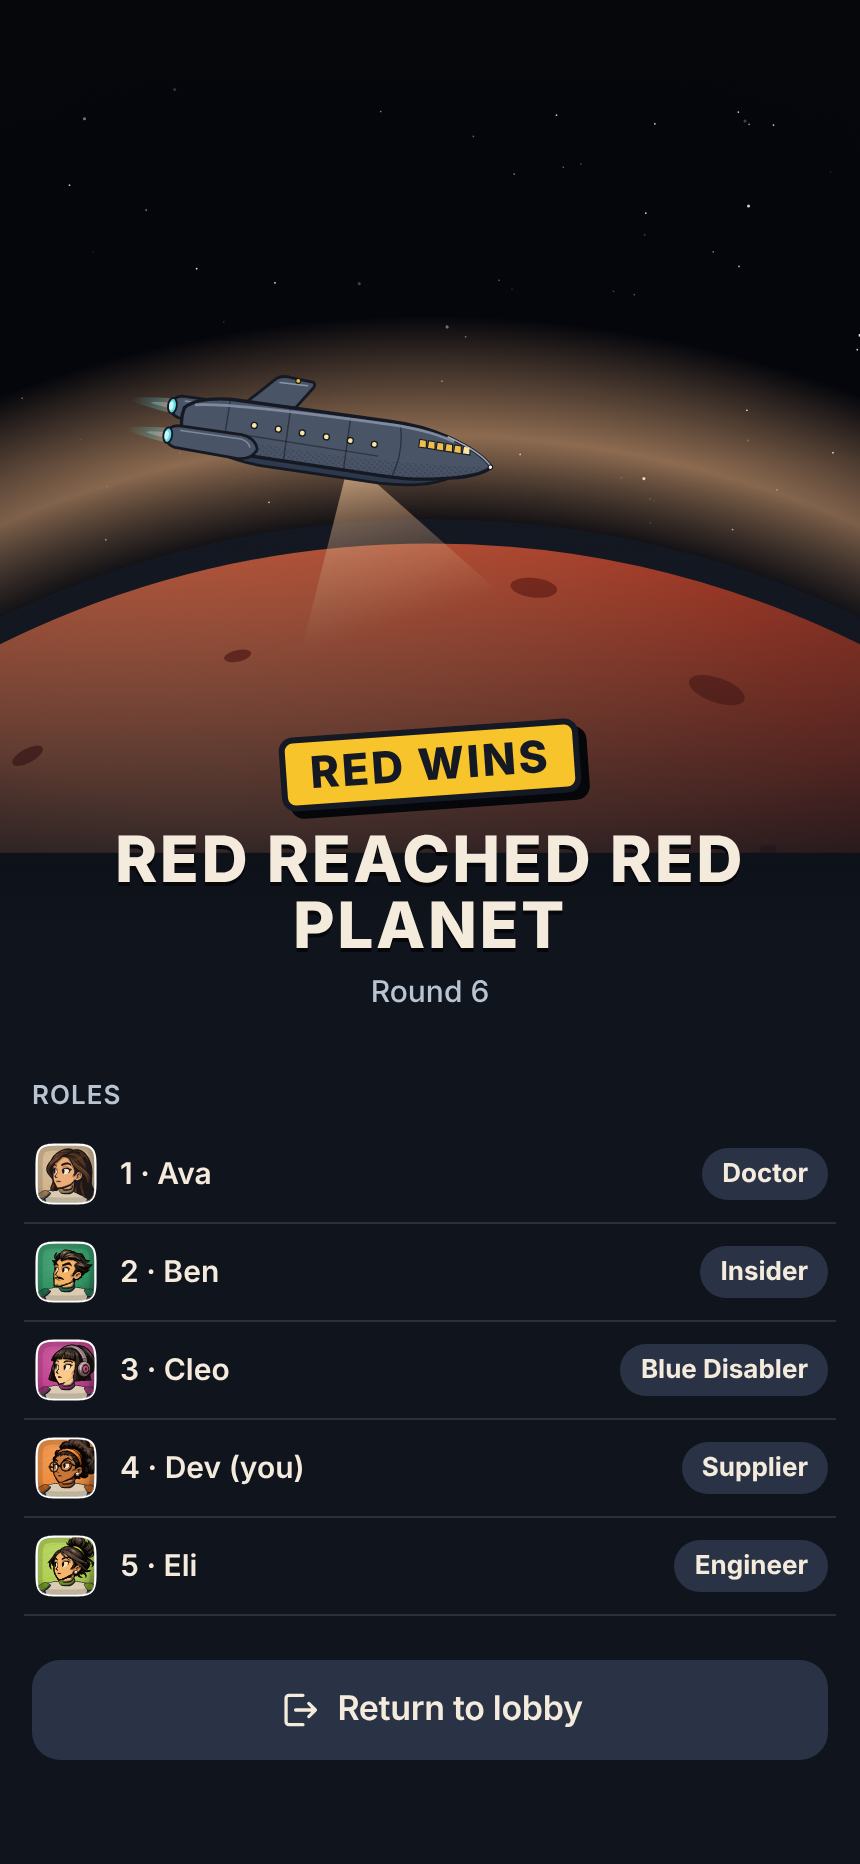 RED WINS
RED REACHED RED
PLANET
Round 6
ROLES
1 · Ava
Doctor
2 · Ben
Insider
3 · Cleo
Blue Disabler
4 · Dev (you)
Supplier
5 · Eli
Engineer
Return to lobby